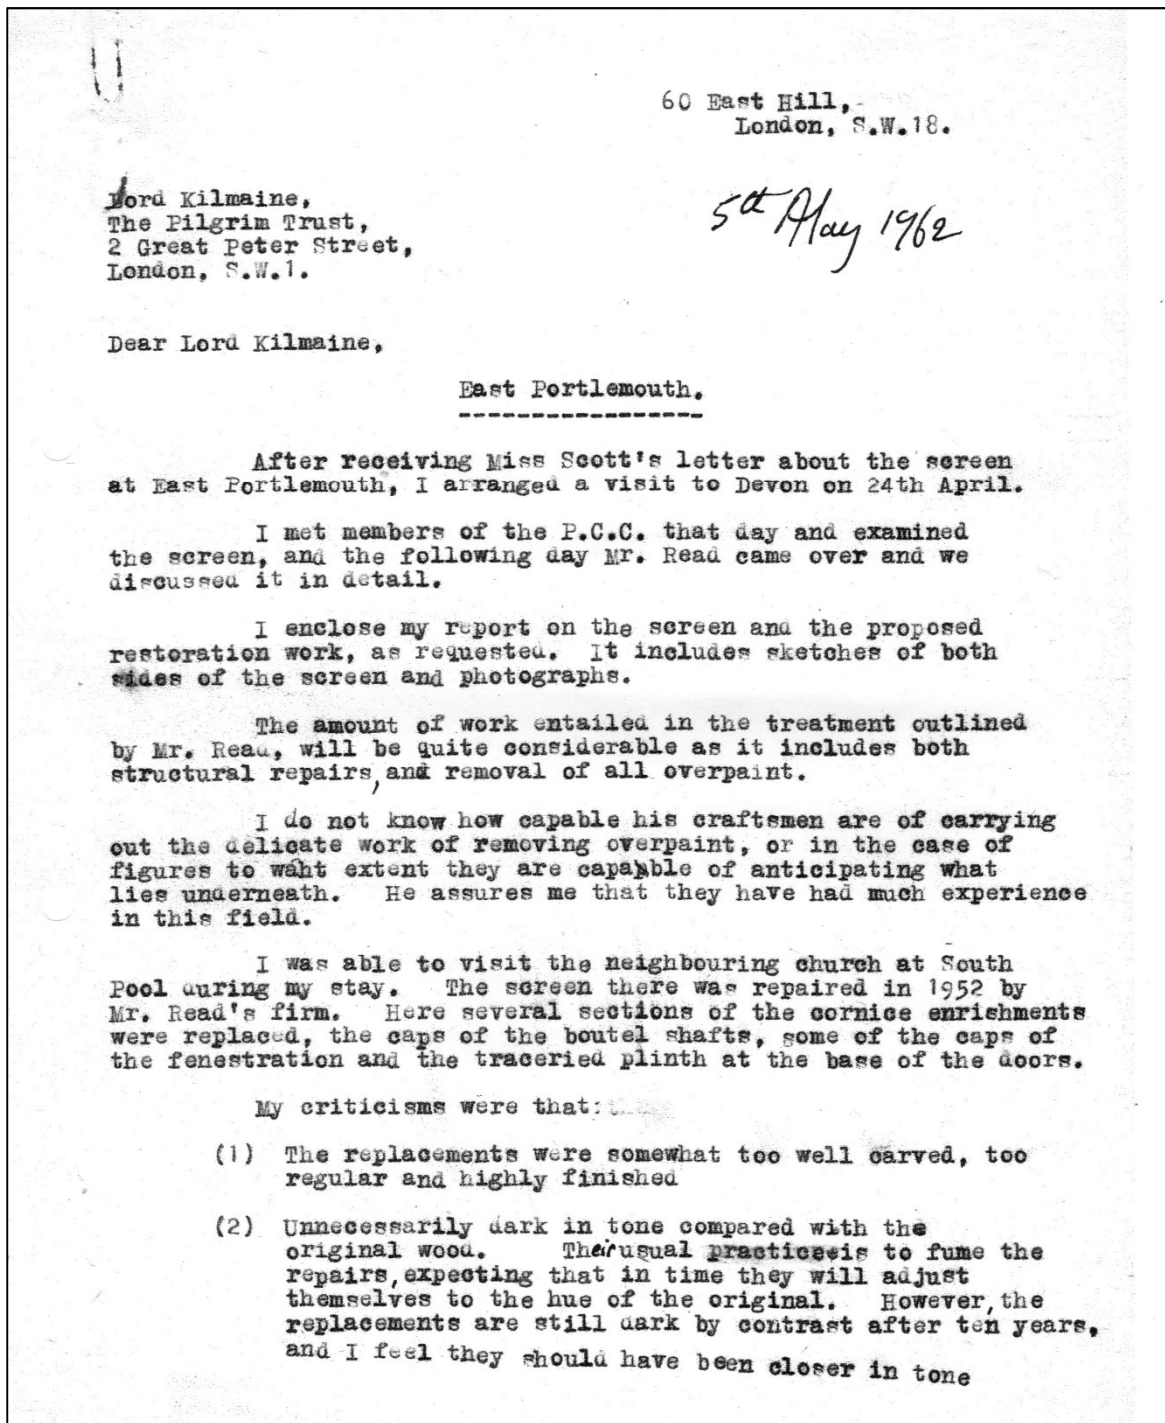 60 East Hill,
London, S.W.18.
Lord Kilmaine,
The Pilgrim Trust,
2 Great Peter Street,
London, S.W.1.
5th May 1962
Dear Lord Kilmaine,
East Portlemouth.
After receiving Miss Scott's letter about the screen
at East Portlemouth, I arranged a visit to Devon on 24th April.
I met members of the P.C.C. that day and examined
the screen, and the following day Mr. Read came over and we
discussed it in detail.
I enclose my report on the screen and the proposed
restoration work, as requested. It includes sketches of both
sides of the screen and photographs.
The amount of work entailed in the treatment outlined
by Mr. Read, will be quite considerable as it includes both
structural repairs, and removal of all overpaint.
I do not know how capable his craftsmen are of carrying
out the delicate work of removing overpaint, or in the case of
figures to waht extent they are capable of anticipating what
lies underneath. He assures me that they have had much experience
in this field.
I was able to visit the neighbouring church at South
Pool during my stay. The screen there was repaired in 1952 by
Mr. Read's firm. Here several sections of the cornice enrishments
were replaced, the caps of the boutel shafts, some of the caps of
the fenestration and the traceried plinth at the base of the doors.
My criticisms were that:
(1) The replacements were somewhat too well carved, too
regular and highly finished
(2) Unnecessarily dark in tone compared with the
original wood. Their usual practice is to fume the
repairs, expecting that in time they will adjust
themselves to the hue of the original. However, the
replacements are still dark by contrast after ten years,
and I feel they should have been closer in tone